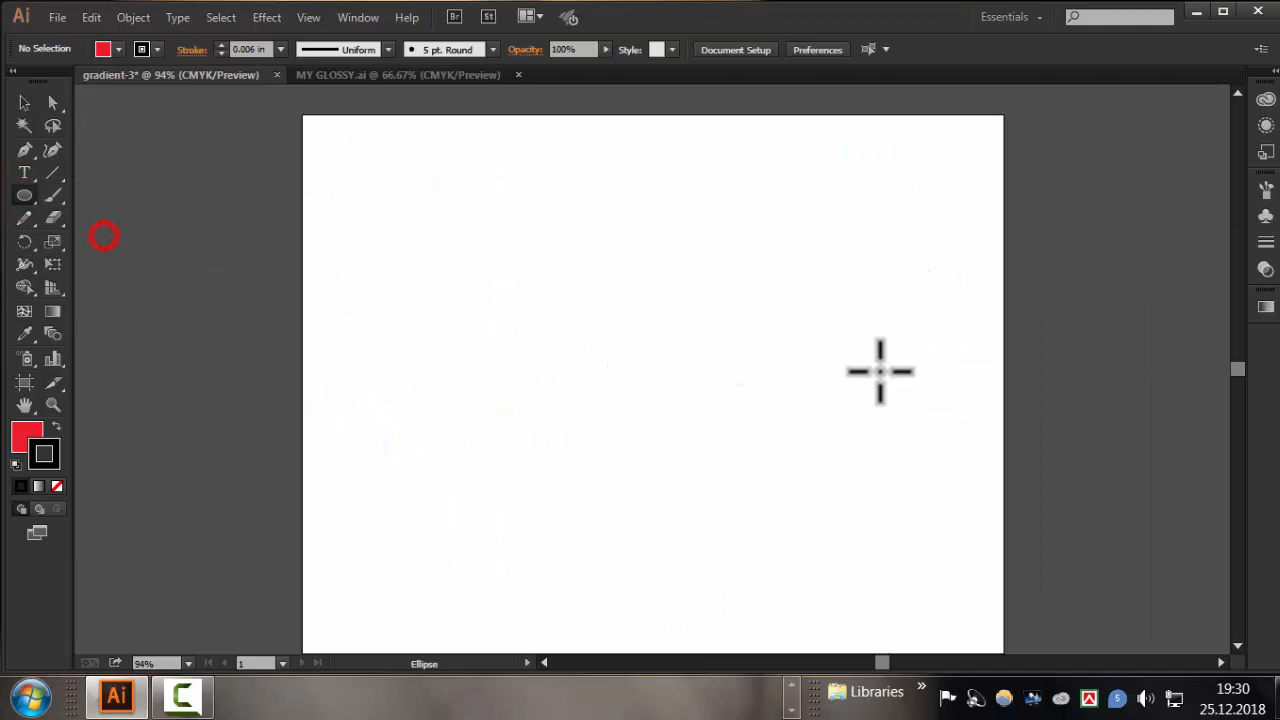 Ai File Edit Object Type Select Effect View Window Help Br St Essentials
No Selection Stroke: 0.006 in Uniform 5 pt. Round Opacity: 100% Style: Document Setup Preferences
gradient-3* @ 94% (CMYK/Preview) × MY GLOSSY.ai @ 66.67% (CMYK/Preview) ×
T
94% 1 Ellipse
Ai C Libraries » 5 19:30
25.12.2018